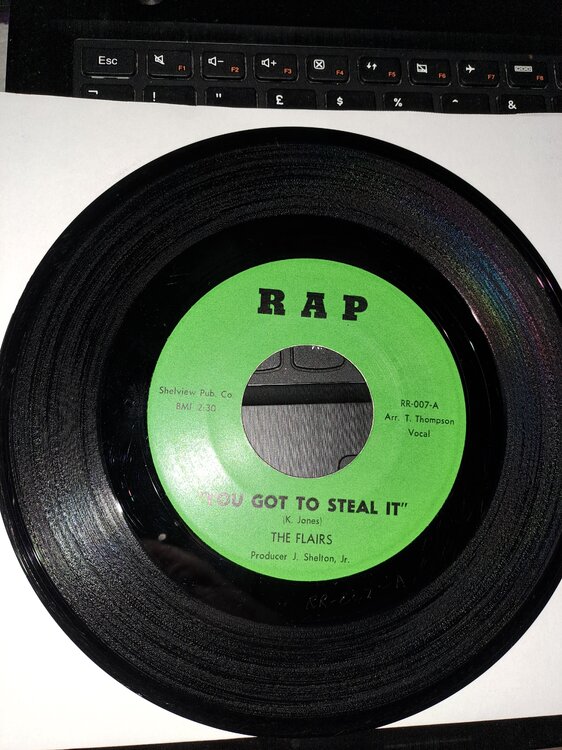 Esc F1 F2 F3 F4 F5 F6 F7 F8
! " £ $ % ^ &
RAP
Shelview Pub. Co.
BMI 2:30
RR-007-A
Arr. T. Thompson
Vocal
"YOU GOT TO STEAL IT"
(K. Jones)
THE FLAIRS
Producer J. Shelton, Jr.